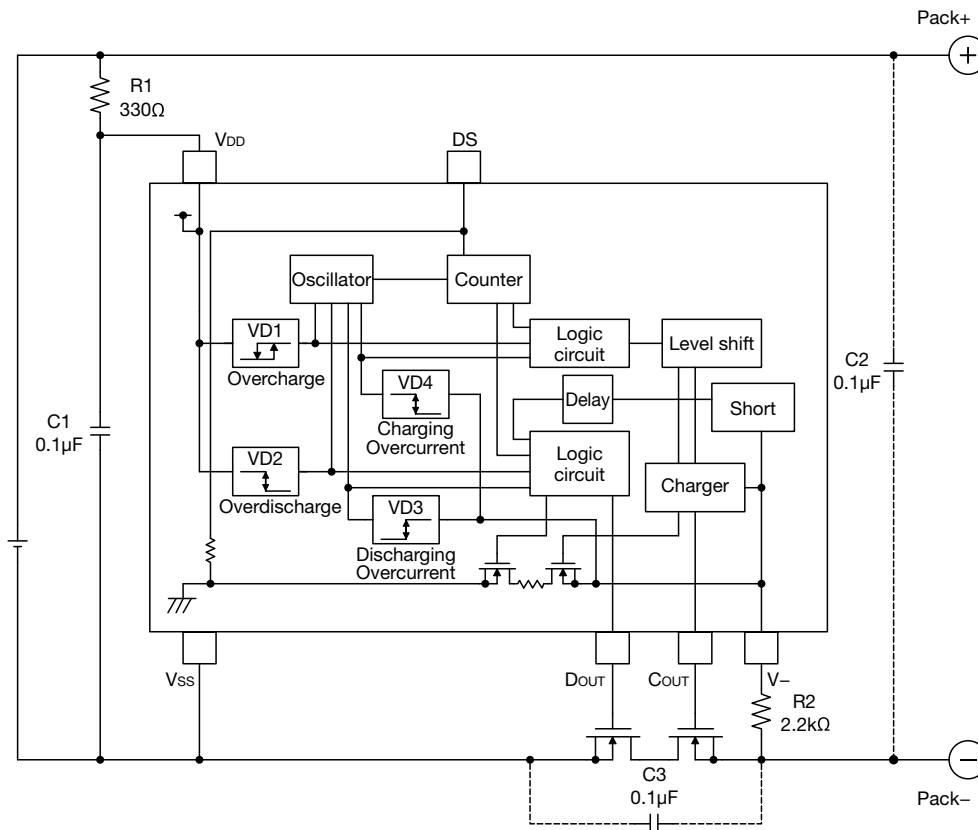 Pack+
R1
330Ω
VDD
DS
Oscillator
Counter
VD1
Overcharge
Logic
circuit
Level shift
C2
0.1μF
VD4
Charging
Overcurrent
Delay
Short
C1
0.1μF
VD2
Overdischarge
Logic
circuit
Charger
VD3
Discharging
Overcurrent
VSS
DOUT
COUT
V−
R2
2.2kΩ
C3
0.1μF
Pack−